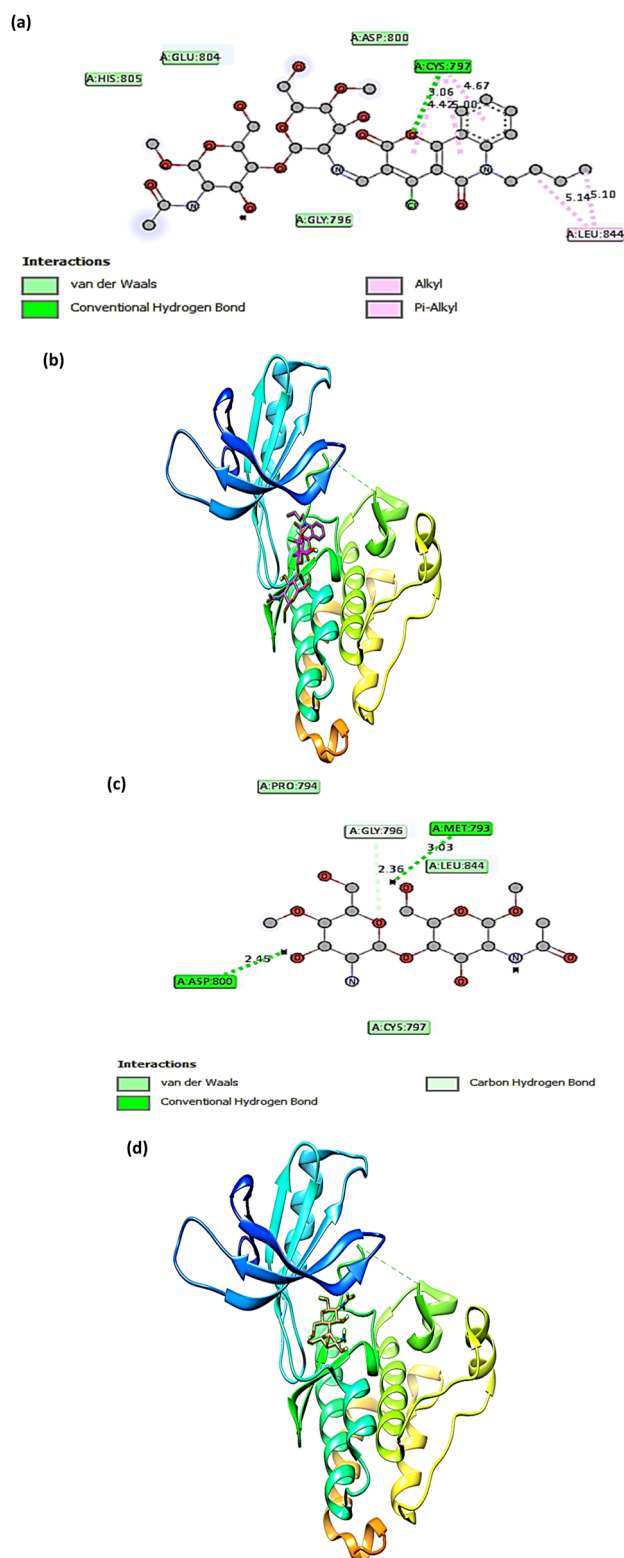 (a)
A:ASP:800
A:GLU:804
A:CYS:797
A:HIS:805
3.06
4.67
4.42
5.00
O
O
O
O
O
O
O
O
O
O
O
N
N
N
Cl
A:GLY:796
5.14
5.10
A:LEU:844
Interactions
van der Waals
Alkyl
Conventional Hydrogen Bond
Pi-Alkyl
(b)
(c)
A:PRO:794
A:GLY:796
A:MET:793
3.03
2.36
A:LEU:844
O
O
O
O
O
O
O
O
O
O
2.45
A:ASP:800
N
N
A:CYS:797
Interactions
van der Waals
Carbon Hydrogen Bond
Conventional Hydrogen Bond
(d)